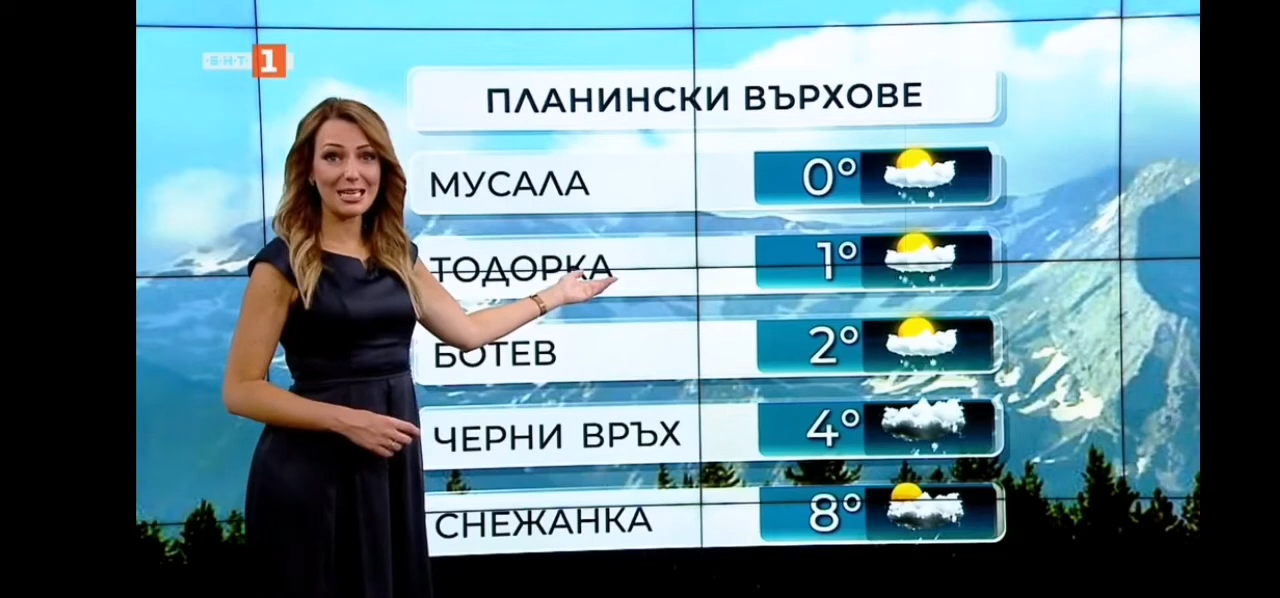 БНТ 1
ПЛАНИНСКИ ВЪРХОВЕ
МУСАЛА 0°
ТОДОРКА 1°
БОТЕВ 2°
ЧЕРНИ ВРЪХ 4°
СНЕЖАНКА 8°